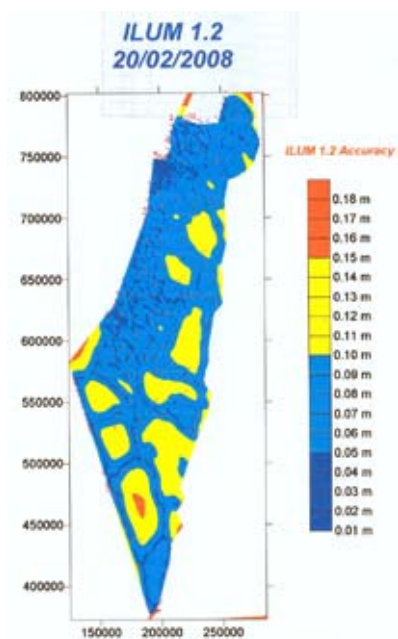 ILUM 1.2
20/02/2008
ILUM 1.2 Accuracy
800000
750000
700000
650000
600000
550000
500000
450000
400000
150000 200000 250000
0.18 m
0.17 m
0.16 m
0.15 m
0.14 m
0.13 m
0.12 m
0.11 m
0.10 m
0.09 m
0.08 m
0.07 m
0.06 m
0.05 m
0.04 m
0.03 m
0.02 m
0.01 m